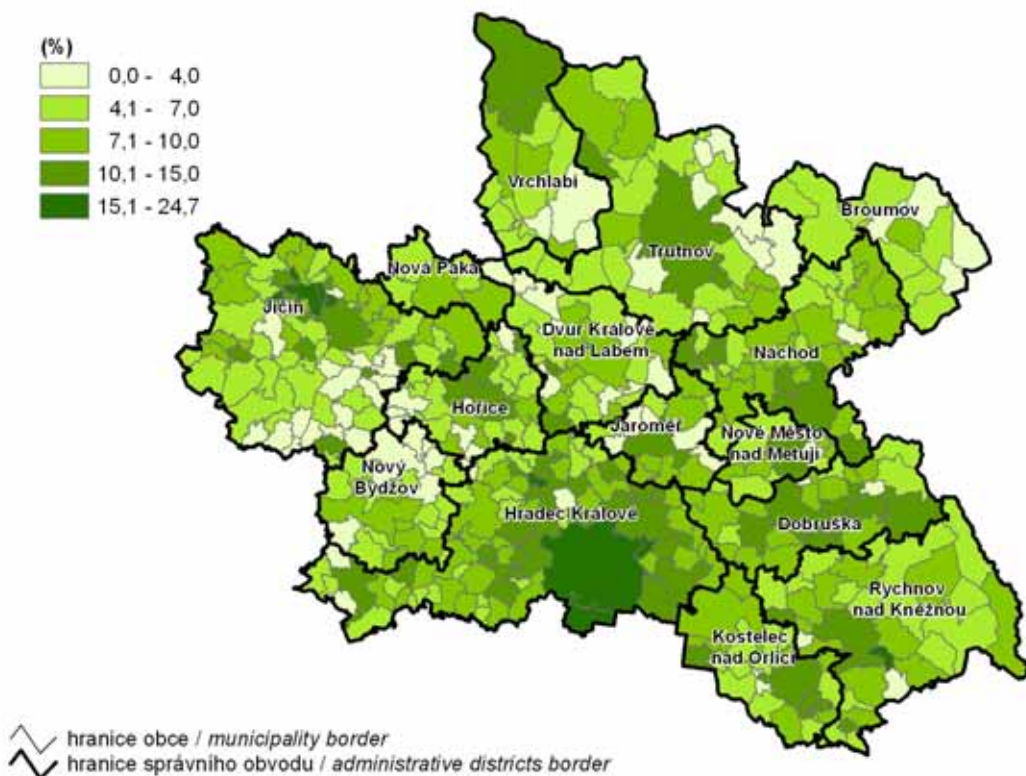 (%)
0,0 - 4,0
4,1 - 7,0
7,1 - 10,0
10,1 - 15,0
15,1 - 24,7
Vrchlabí
Broumov
Trutnov
Nová Paka
Jičín
Dvůr Králové
nad Labem
Náchod
Hořice
Jaroměř
Nové Město
nad Metují
Nový
Bydžov
Hradec Králové
Dobruška
Rychnov
nad Kněžnou
Kostelec
nad Orlicí
hranice obce / municipality border
hranice správního obvodu / administrative districts border